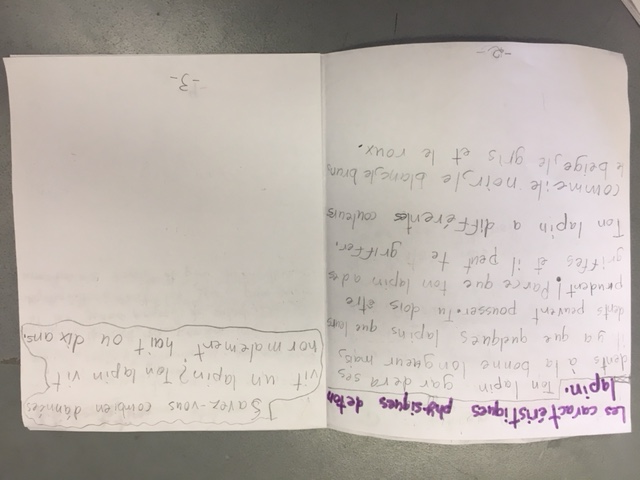 Les caractéristiques physiques de ton
lapin.
Ton lapin gardera ses
dents à la bonne longueur mais
il ya que quelques lapins que leurs
dents peuvent pousser. Tu dois être
prudent! Parce que ton lapin a des
griffes et il peut te griffer.
Ton lapin a différentes couleurs
comme: le noir, le blanc, le brun,
le beige, le gris et le roux.
-2-
Savez-vous combien d'années
vit un lapin? Ton lapin vit
normalement huit ou dix ans.
-3-